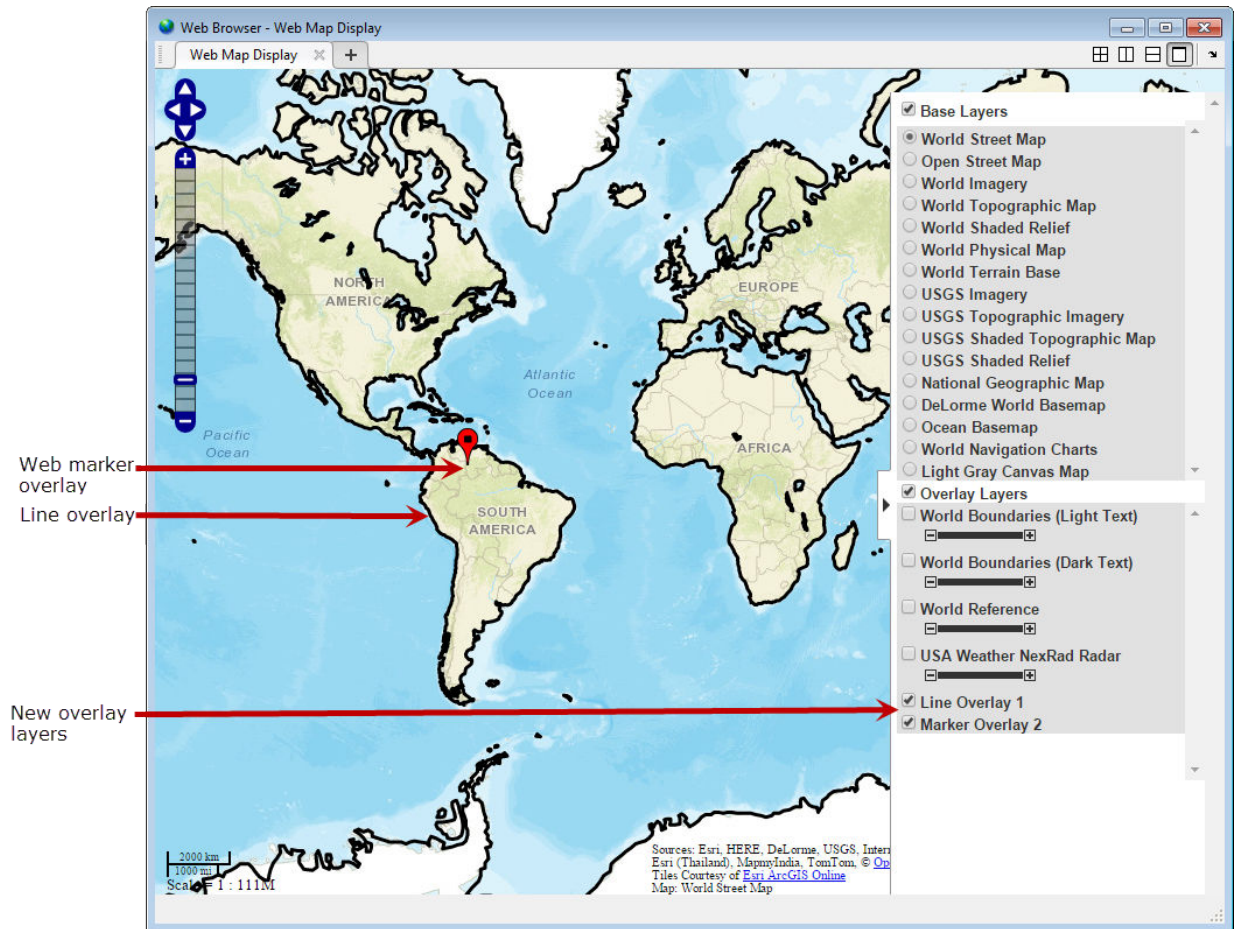 Web Browser - Web Map Display
Web Map Display
Base Layers
World Street Map
Open Street Map
World Imagery
World Topographic Map
World Shaded Relief
World Physical Map
World Terrain Base
USGS Imagery
USGS Topographic Imagery
USGS Shaded Topographic Map
USGS Shaded Relief
National Geographic Map
DeLorme World Basemap
Ocean Basemap
World Navigation Charts
Light Gray Canvas Map
Overlay Layers
World Boundaries (Light Text)
World Boundaries (Dark Text)
World Reference
USA Weather NexRad Radar
Line Overlay 1
Marker Overlay 2
NORTH
AMERICA
EUROPE
Atlantic
Ocean
Pacific
Ocean
AFRICA
SOUTH
AMERICA
Web marker
overlay
Line overlay
New overlay
layers
2000 km
1000 mi
Scale = 1 : 111M
Sources: Esri, HERE, DeLorme, USGS, Inter
Esri (Thailand), MapmyIndia, TomTom, © Op
Tiles Courtesy of Esri ArcGIS Online
Map: World Street Map